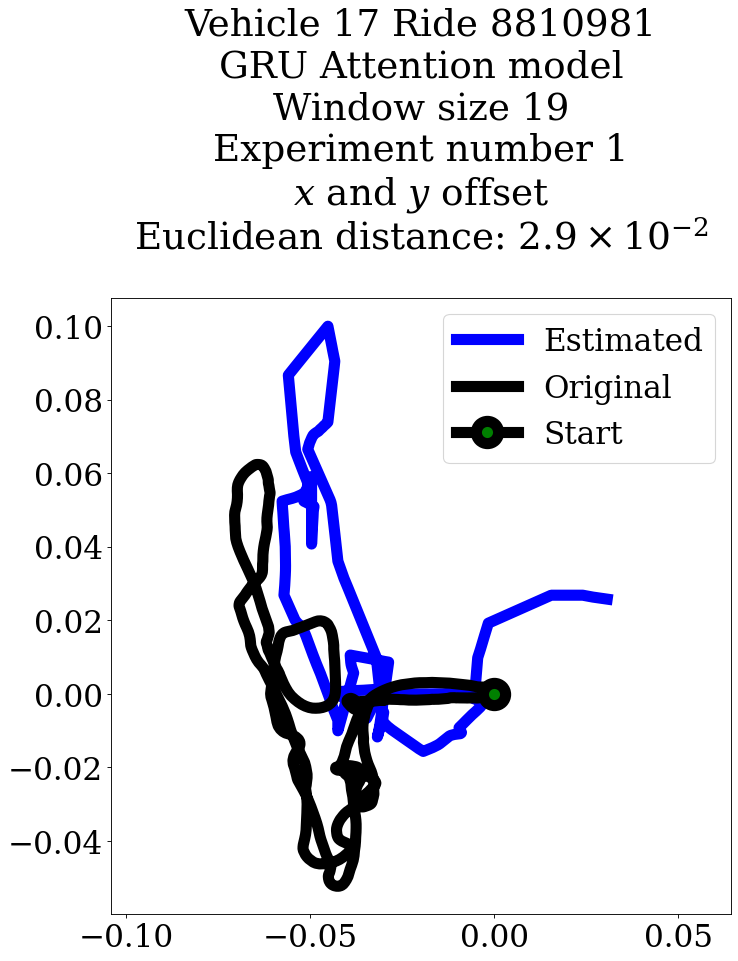 Vehicle 17 Ride 8810981
GRU Attention model
Window size 19
Experiment number 1
x and y offset
Euclidean distance: 2.9 × 10⁻²
Estimated
Original
Start
0.10
0.08
0.06
0.04
0.02
0.00
−0.02
−0.04
−0.10
−0.05
0.00
0.05